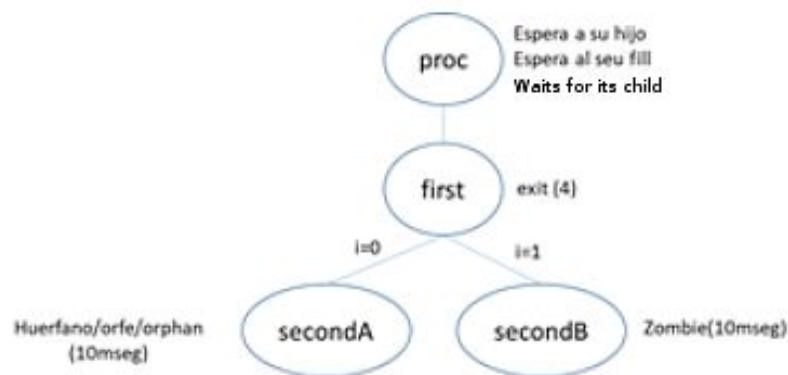 proc
Espera a su hijo
Espera al seu fill
Waits for its child
first
exit (4)
i=0
i=1
Huerfano/orfe/orphan
(10mseg)
secondA
secondB
Zombie(10mseg)